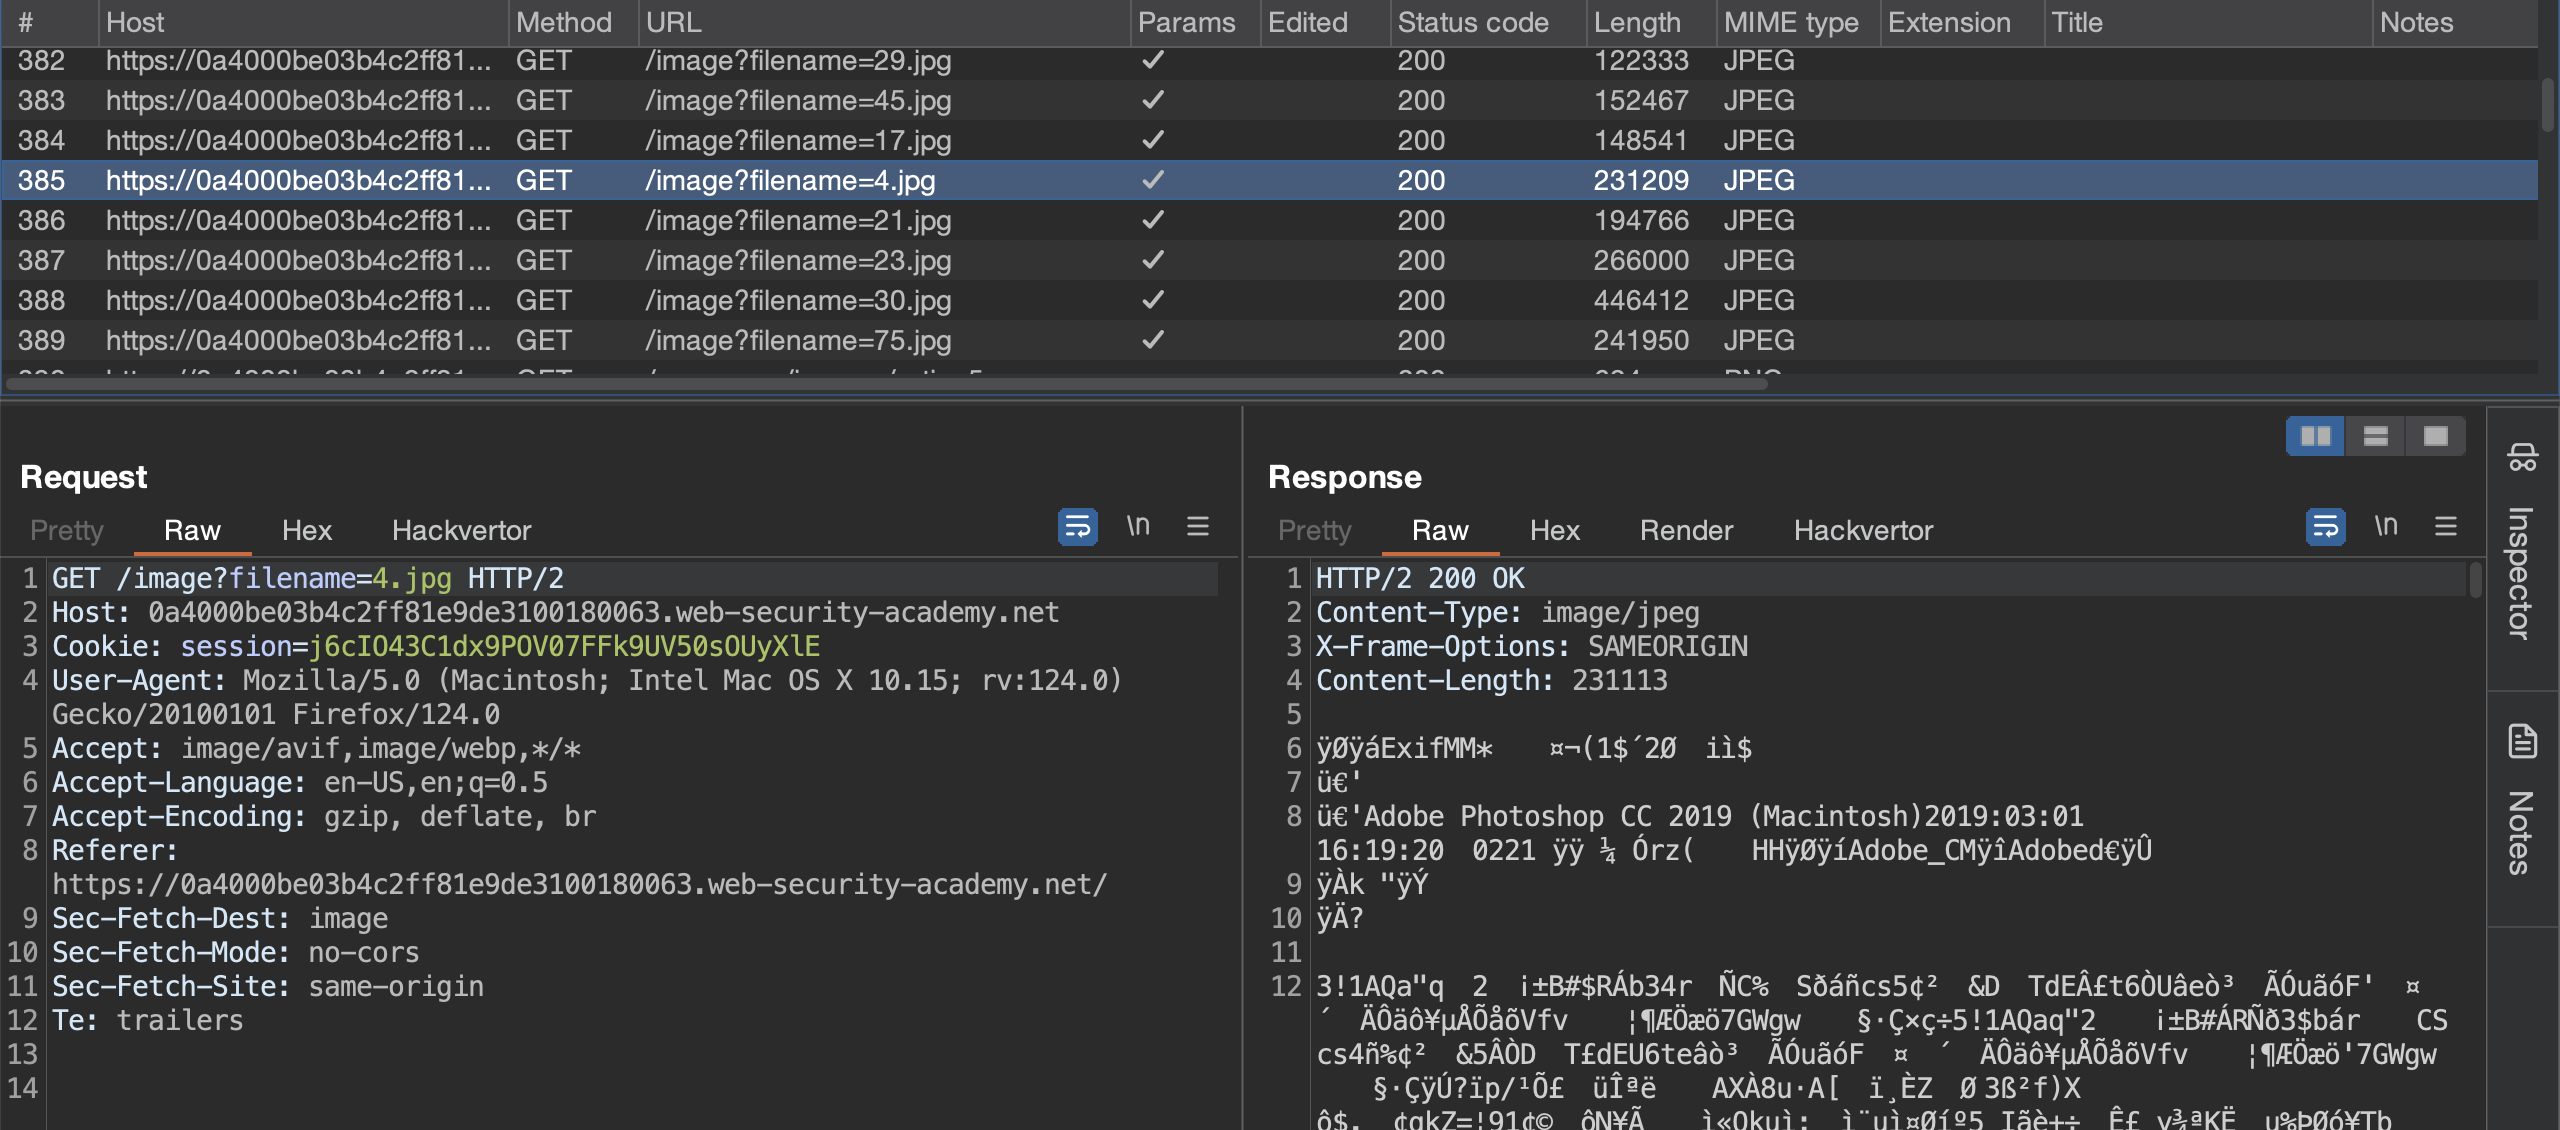 # Host Method URL Params Edited Status code Length MIME type Extension Title Notes
382 https://0a4000be03b4c2ff81... GET /image?filename=29.jpg ✓ 200 122333 JPEG
383 https://0a4000be03b4c2ff81... GET /image?filename=45.jpg ✓ 200 152467 JPEG
384 https://0a4000be03b4c2ff81... GET /image?filename=17.jpg ✓ 200 148541 JPEG
385 https://0a4000be03b4c2ff81... GET /image?filename=4.jpg ✓ 200 231209 JPEG
386 https://0a4000be03b4c2ff81... GET /image?filename=21.jpg ✓ 200 194766 JPEG
387 https://0a4000be03b4c2ff81... GET /image?filename=23.jpg ✓ 200 266000 JPEG
388 https://0a4000be03b4c2ff81... GET /image?filename=30.jpg ✓ 200 446412 JPEG
389 https://0a4000be03b4c2ff81... GET /image?filename=75.jpg ✓ 200 241950 JPEG
Request
Pretty Raw Hex Hackvertor \n
1 GET /image?filename=4.jpg HTTP/2
2 Host: 0a4000be03b4c2ff81e9de3100180063.web-security-academy.net
3 Cookie: session=j6cIO43C1dx9POV07FFk9UV50sOUyXlE
4 User-Agent: Mozilla/5.0 (Macintosh; Intel Mac OS X 10.15; rv:124.0)
Gecko/20100101 Firefox/124.0
5 Accept: image/avif,image/webp,*/*
6 Accept-Language: en-US,en;q=0.5
7 Accept-Encoding: gzip, deflate, br
8 Referer:
https://0a4000be03b4c2ff81e9de3100180063.web-security-academy.net/
9 Sec-Fetch-Dest: image
10 Sec-Fetch-Mode: no-cors
11 Sec-Fetch-Site: same-origin
12 Te: trailers
13
14
Response
Pretty Raw Hex Render Hackvertor \n
1 HTTP/2 200 OK
2 Content-Type: image/jpeg
3 X-Frame-Options: SAMEORIGIN
4 Content-Length: 231113
5
6 ÿØÿáExifMM* ¤¬(1$´2Ø iì$
7 ü€'
8 ü€'Adobe Photoshop CC 2019 (Macintosh)2019:03:01
16:19:20 0221 ÿÿ ¼ Órz( HHÿØÿíAdobe_CMÿîAdobed€ÿÛ
9 ÿÀk "ÿÝ
10 ÿÄ?
11
12 3!1AQa"q 2 ¡±B#$RÁb34r ÑC% Sðáñcs5¢² &D TdEÂ£t6ÒUâeò³ ÃÓuãóF' ¤
´ ÄÔäô¥µÅÕåõVfv ¦¶ÆÖæö7GWgw §·Ç×ç÷5!1AQaq"2 ¡±B#ÁRÑð3$bár CS
cs4ñ%¢² &5ÂÒD T£dEU6teâò³ ÃÓuãóF ¤ ´ ÄÔäô¥µÅÕåõVfv ¦¶ÆÖæö'7GWgw
§·ÇÿÚ?ïp/¹Õ£ üÎªë AXÀ8u·A[ ï¸ÈZ Ø3ß²f)X
Inspector
Notes